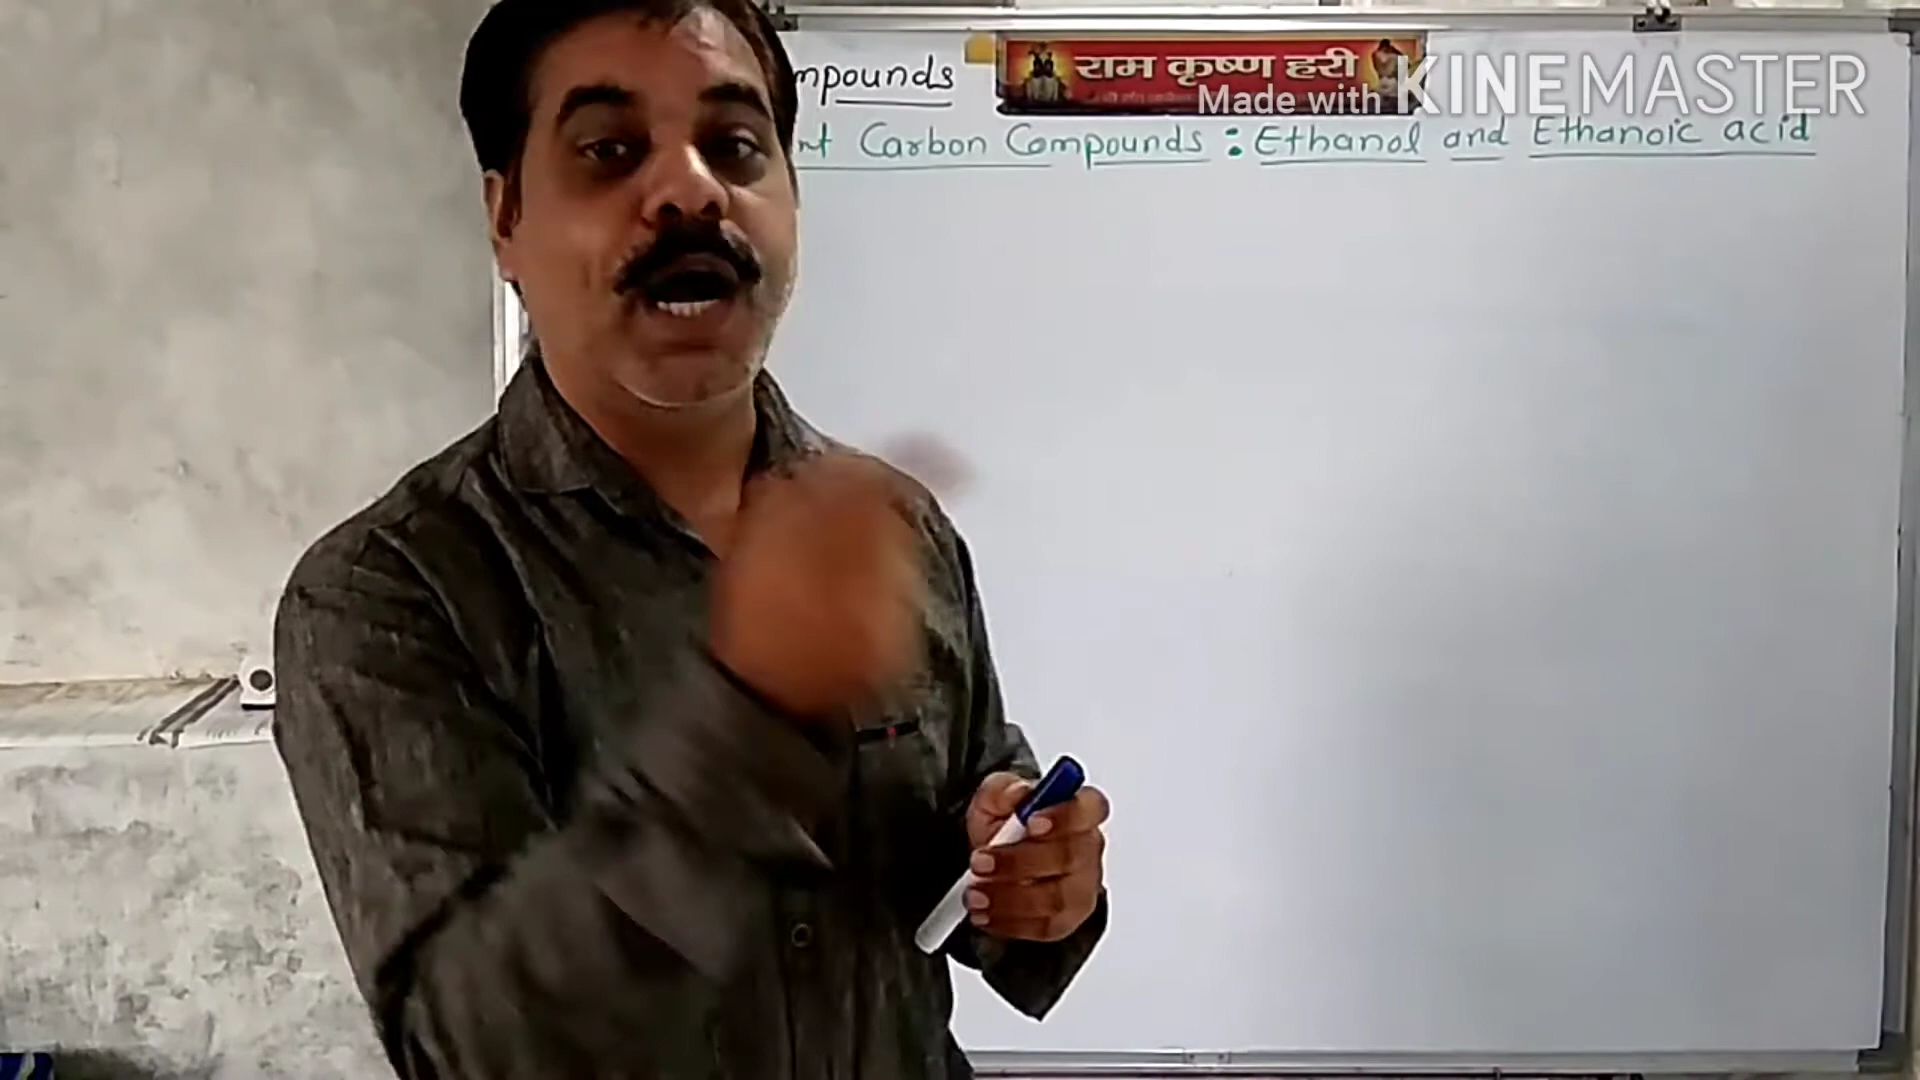 mpounds
राम कृष्ण हरी
Made with KINEMASTER
nt Carbon Compounds : Ethanol and Ethanoic acid